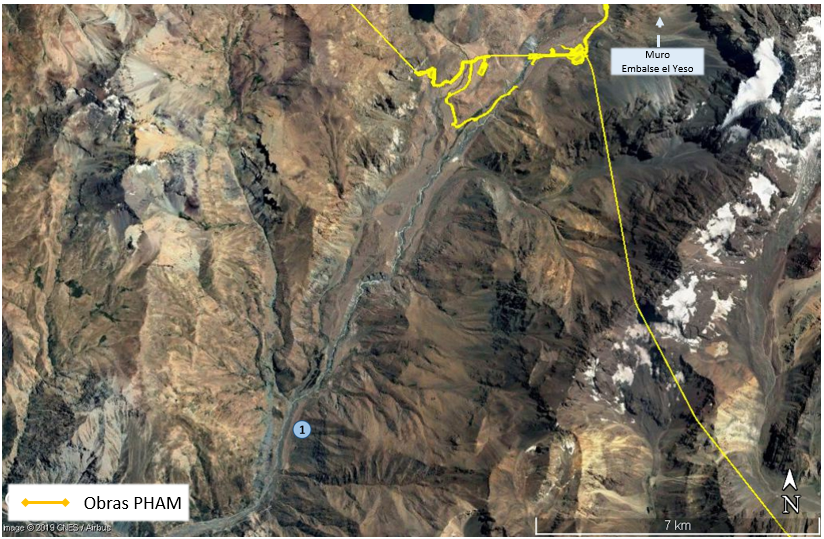 Muro
Embalse el Yeso
1
Obras PHAM
N
Image © 2019 CNES / Airbus
7 km